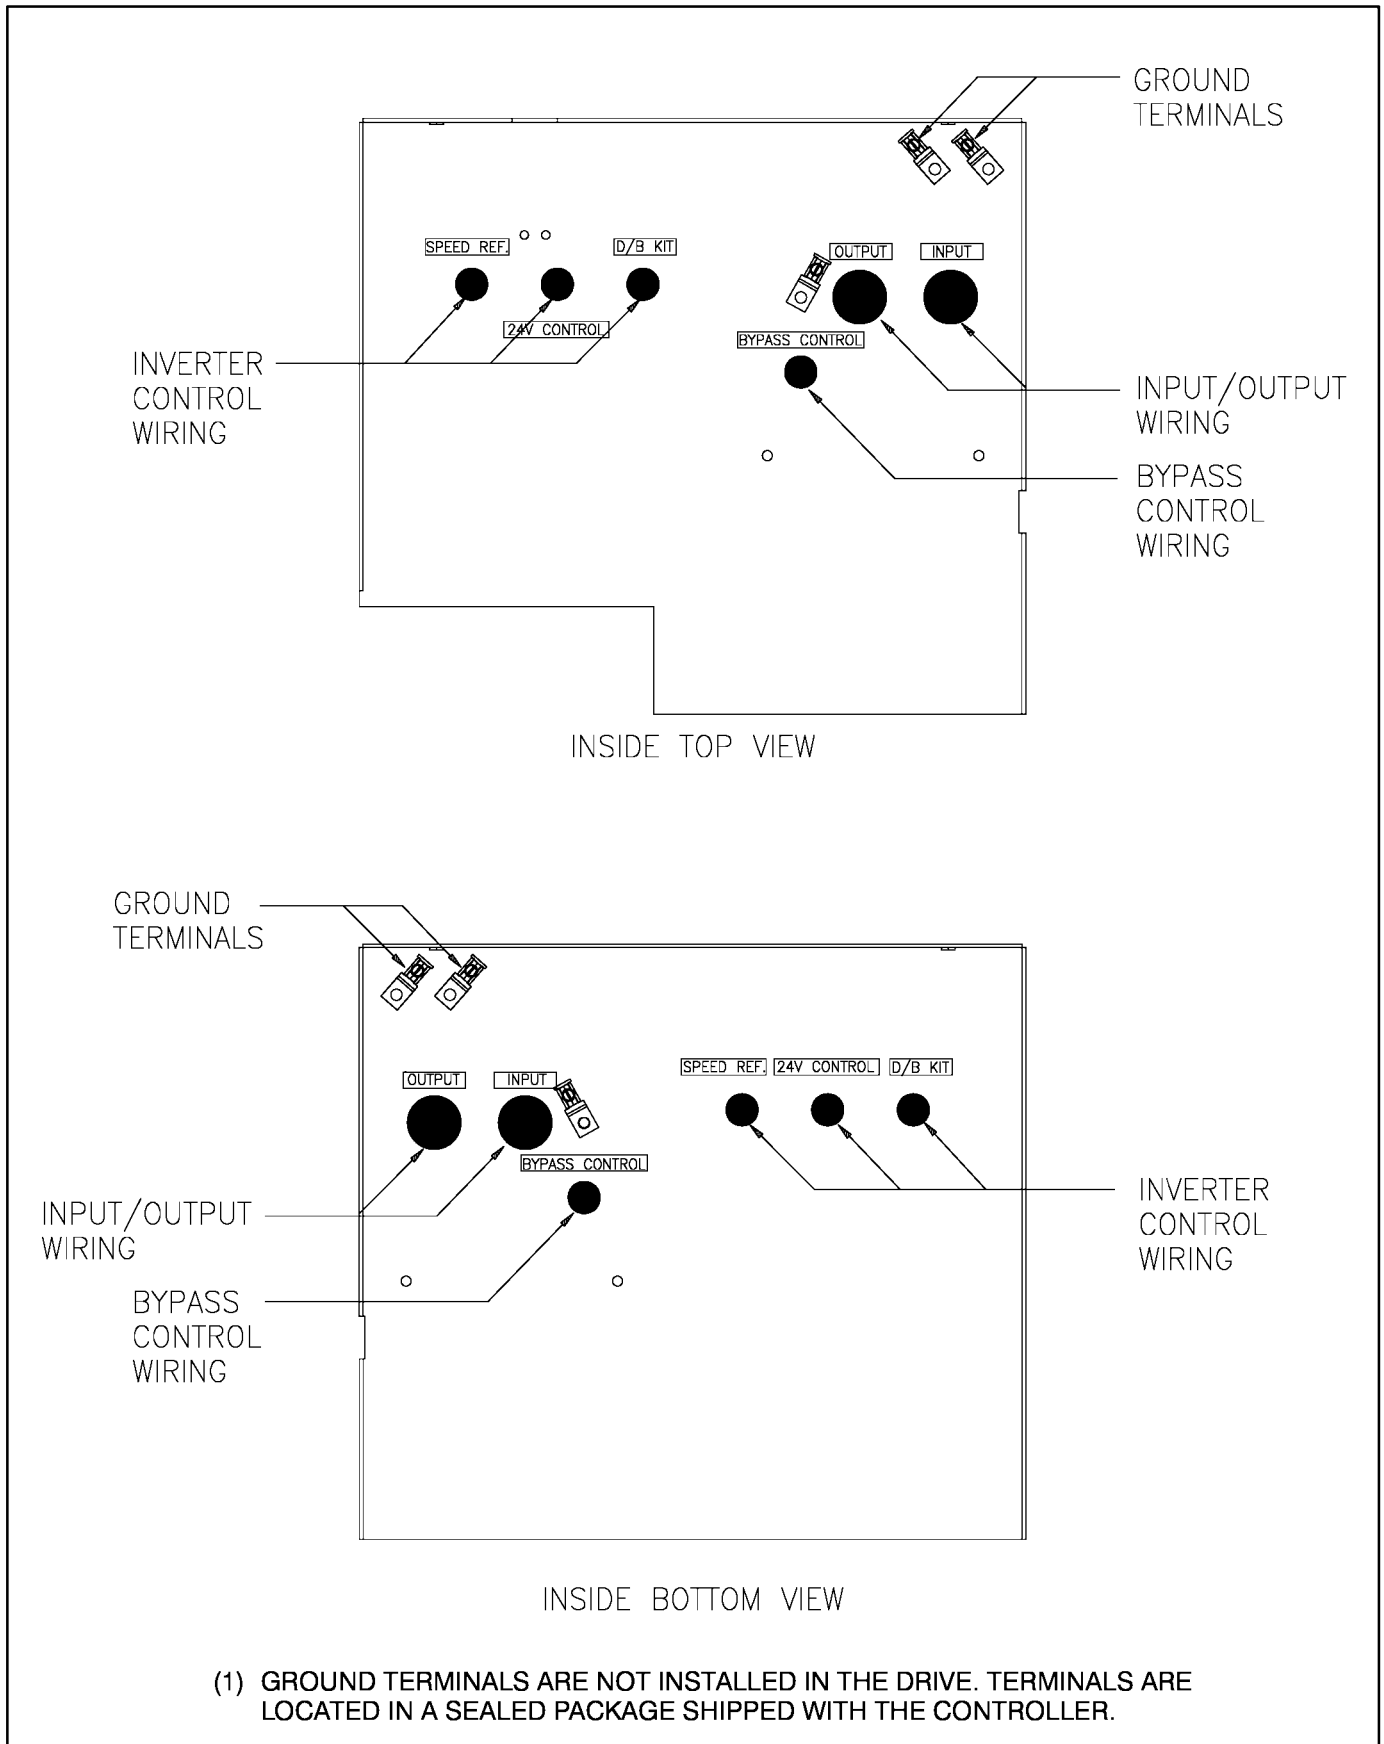 GROUND
TERMINALS
SPEED REF.
D/B KIT
OUTPUT
INPUT
24V CONTROL
BYPASS CONTROL
INVERTER
CONTROL
WIRING
INPUT/OUTPUT
WIRING
BYPASS
CONTROL
WIRING
INSIDE TOP VIEW
GROUND
TERMINALS
SPEED REF.
24V CONTROL
D/B KIT
OUTPUT
INPUT
BYPASS CONTROL
INPUT/OUTPUT
WIRING
INVERTER
CONTROL
WIRING
BYPASS
CONTROL
WIRING
INSIDE BOTTOM VIEW
(1) GROUND TERMINALS ARE NOT INSTALLED IN THE DRIVE. TERMINALS ARE
LOCATED IN A SEALED PACKAGE SHIPPED WITH THE CONTROLLER.